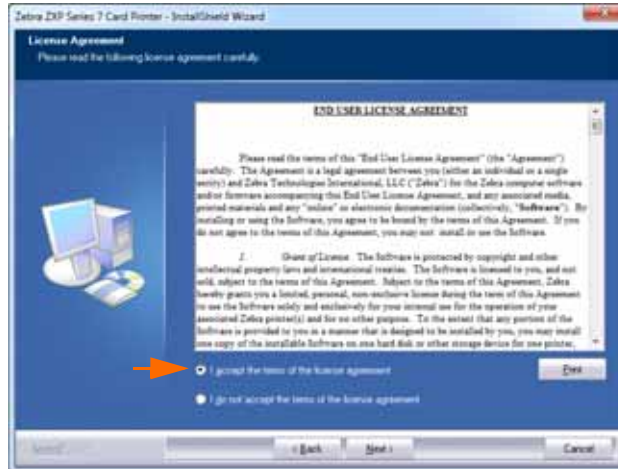 Zebra ZXP Series 7 Card Printer - InstallShield Wizard
License Agreement
Please read the following license agreement carefully.
END USER LICENSE AGREEMENT
Please read the terms of this "End User License Agreement" (the "Agreement")
carefully. The Agreement is a legal agreement between you (either an individual or a single
entity) and Zebra Technologies International, LLC ("Zebra") for the Zebra computer software
and/or firmware accompanying this End User License Agreement, and any associated media,
printed materials and any "online" or electronic documentation (collectively, "Software"). By
installing or using the Software, you agree to be bound by the terms of this Agreement. If you
do not agree to the terms of this Agreement, you may not install or use the Software.
1. Grant of License. The Software is protected by copyright and other
intellectual property laws and international treaties. The Software is licensed to you, and not
sold, subject to the terms of this Agreement. Subject to the terms of this Agreement, Zebra
hereby grants you a limited, personal, non-exclusive license during the term of this Agreement
to use the Software solely and exclusively for your internal use for the operation of your
associated Zebra printer(s) and for no other purpose. To the extent that any portion of the
Software is provided to you in a manner that is designed to be installed by you, you may install
one copy of the installable Software on one hard disk or other storage device for one printer,
I accept the terms of the license agreement
Print
I do not accept the terms of the license agreement
< Back
Next >
Cancel